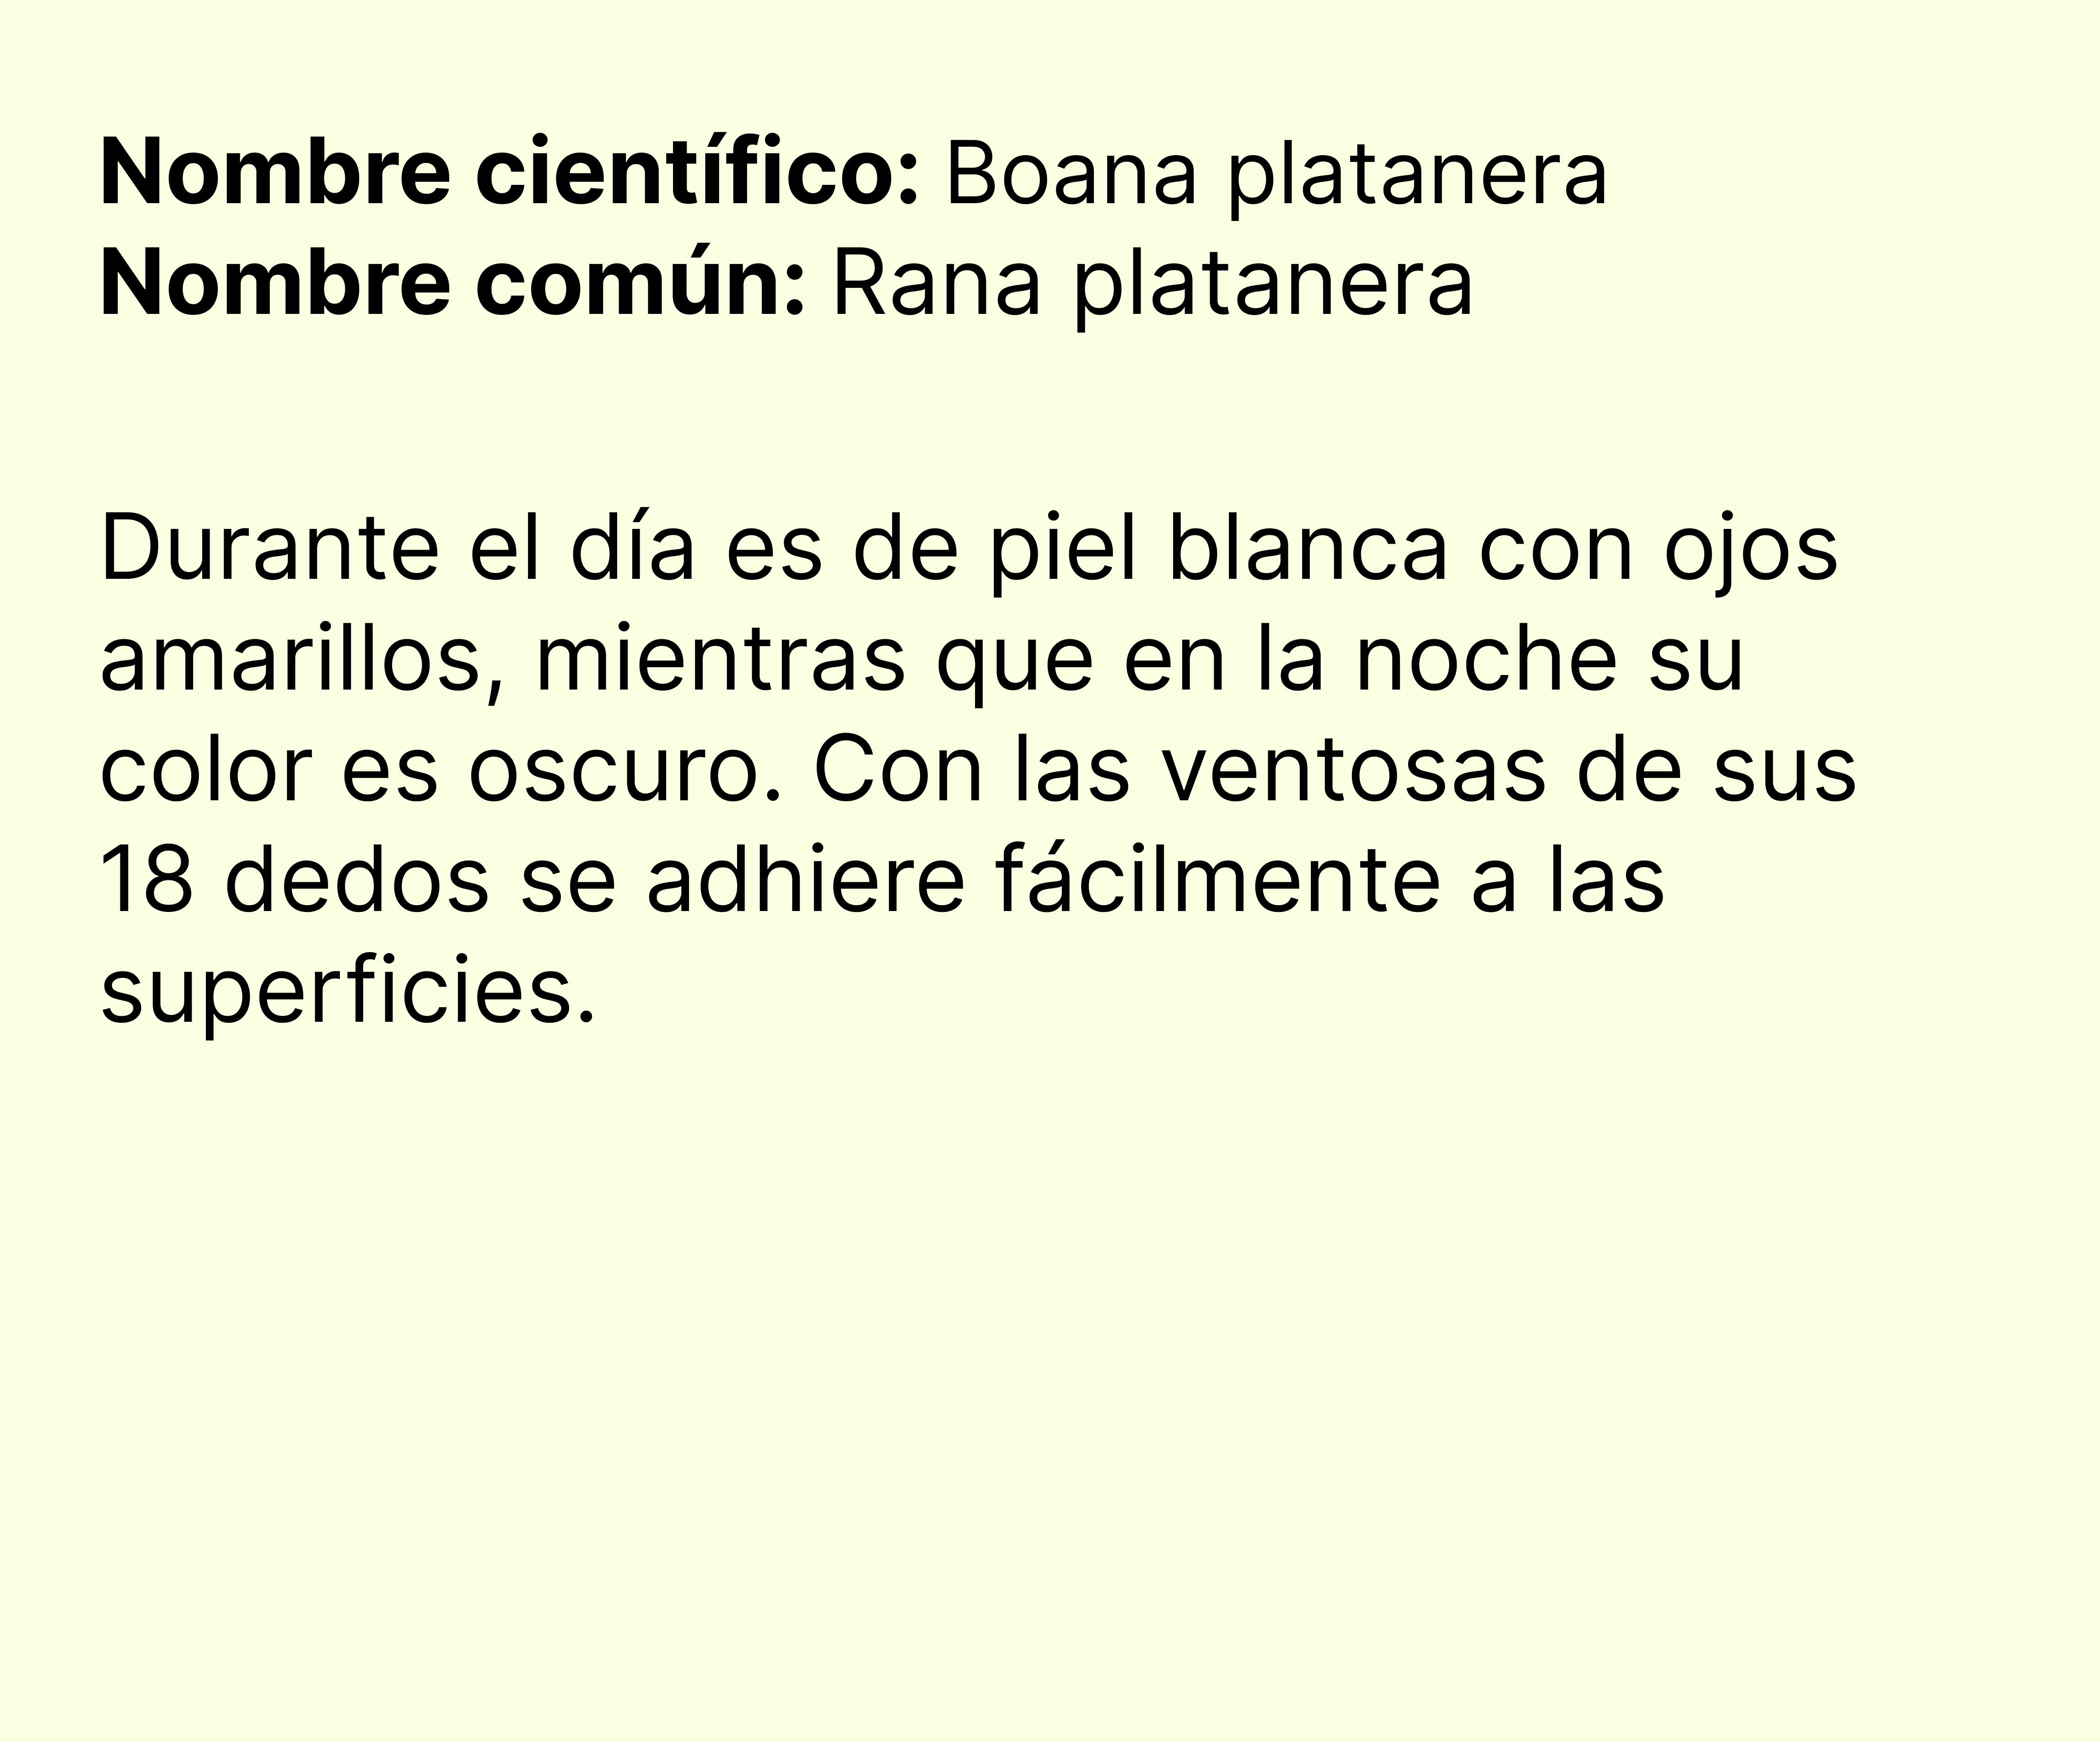 Nombre científico: Boana platanera
Nombre común: Rana platanera
Durante el día es de piel blanca con ojos
amarillos, mientras que en la noche su
color es oscuro. Con las ventosas de sus
18 dedos se adhiere fácilmente a las
superficies.